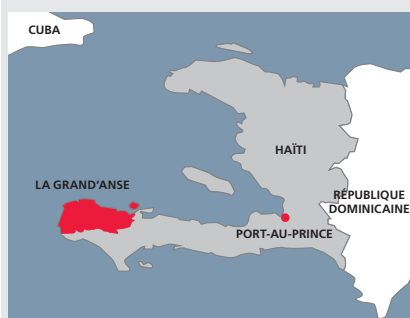 CUBA
HAÏTI
LA GRAND'ANSE
RÉPUBLIQUE
DOMINICAINE
PORT-AU-PRINCE